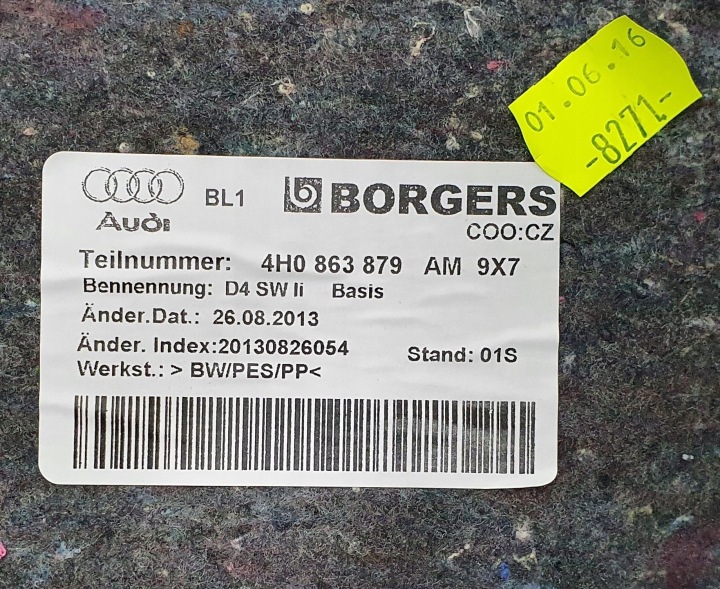 01.06.16
-8271-
Audi BL1 BORGERS
COO:CZ
Teilnummer: 4H0 863 879 AM 9X7
Bennennung: D4 SW li Basis
Änder.Dat.: 26.08.2013
Änder. Index:20130826054 Stand: 01S
Werkst.: > BW/PES/PP<